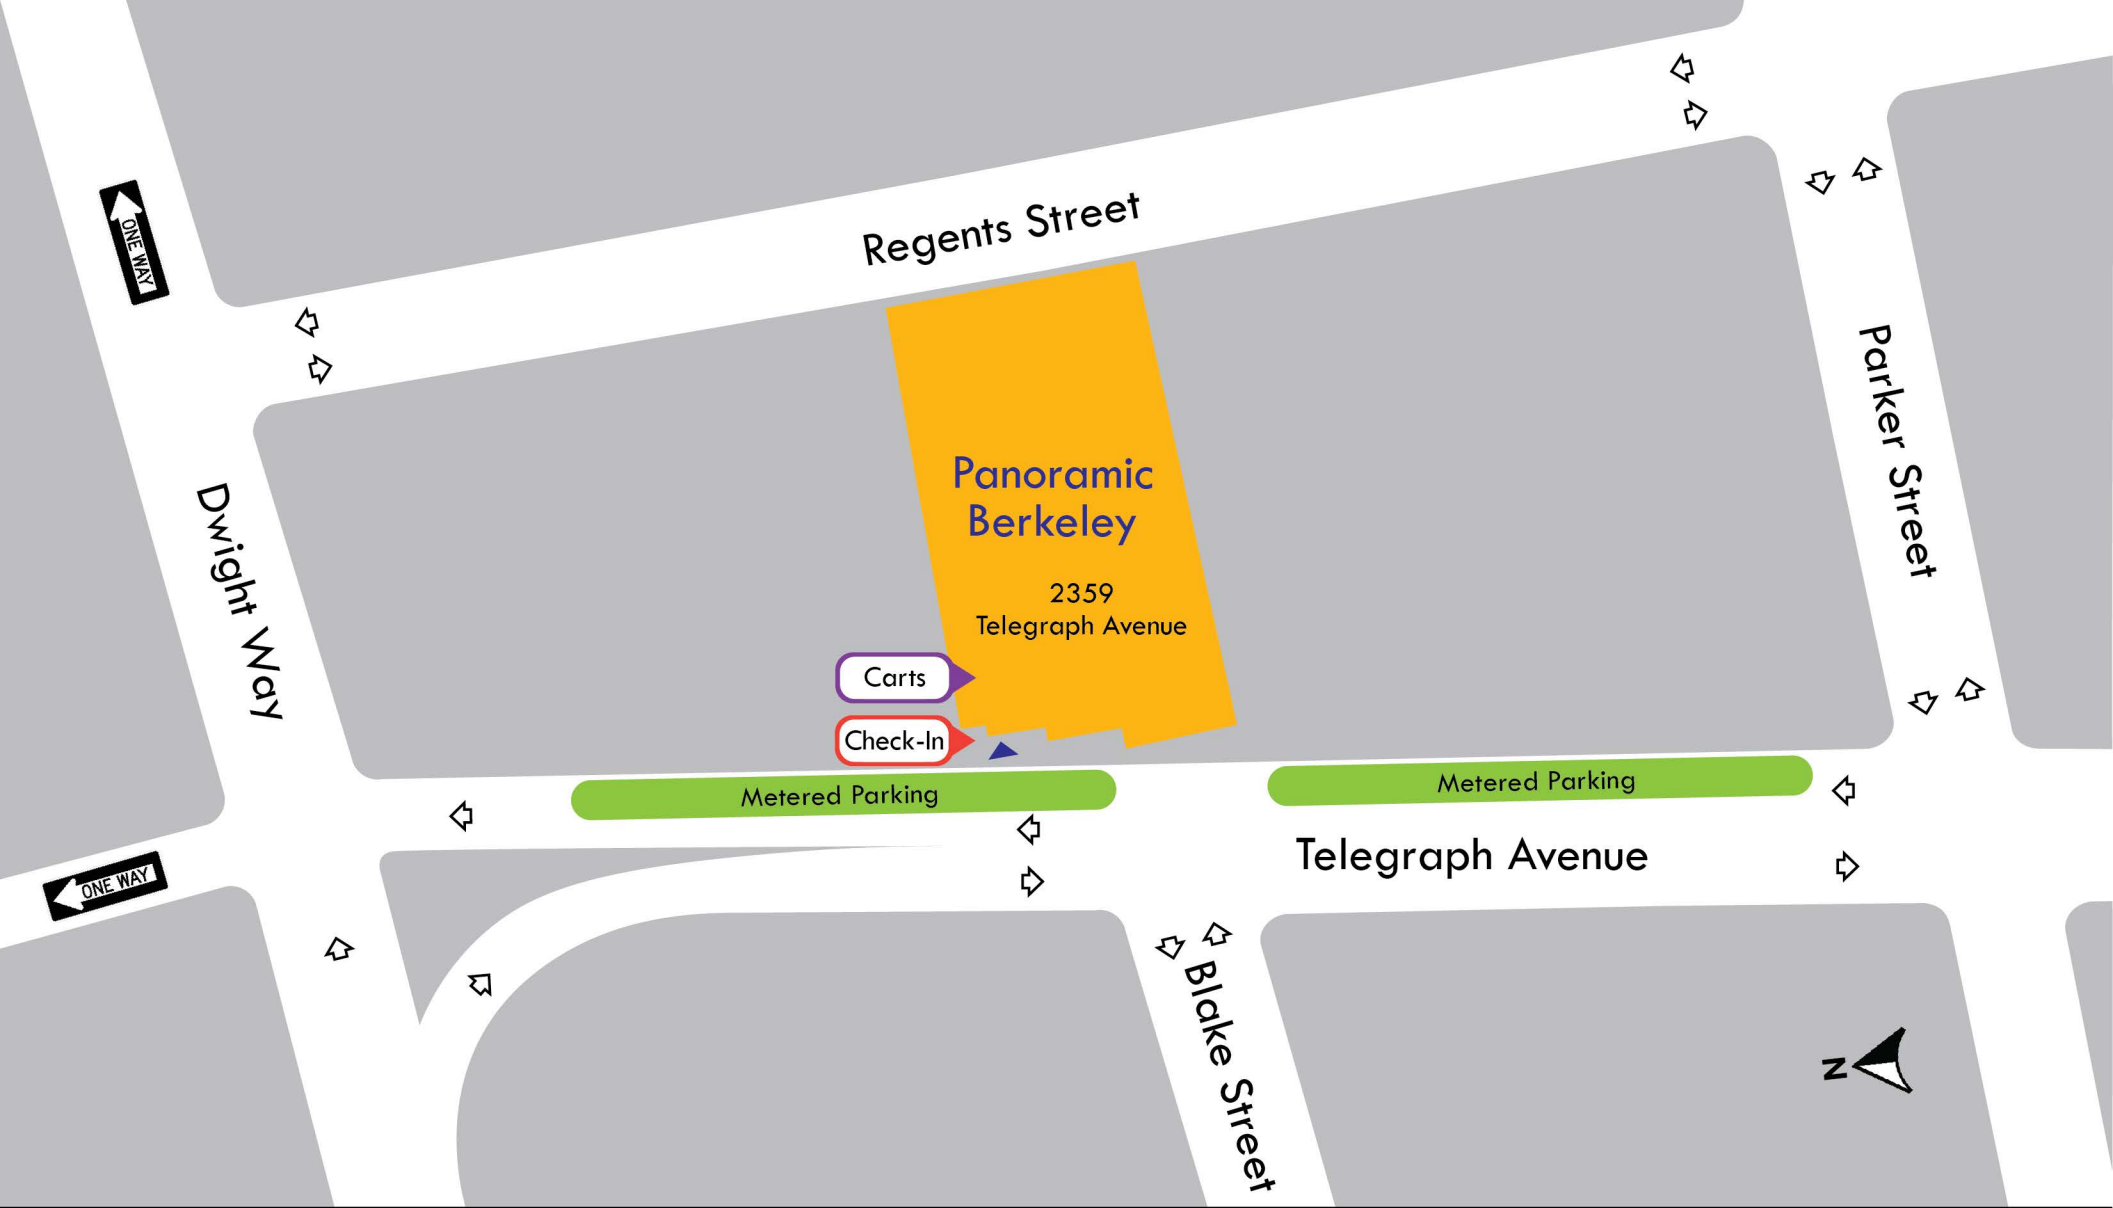 Regents Street
ONE WAY
Parker Street
Dwight Way
Panoramic
Berkeley
2359
Telegraph Avenue
Carts
Check-In
Metered Parking
Metered Parking
Telegraph Avenue
ONE WAY
Blake Street
N